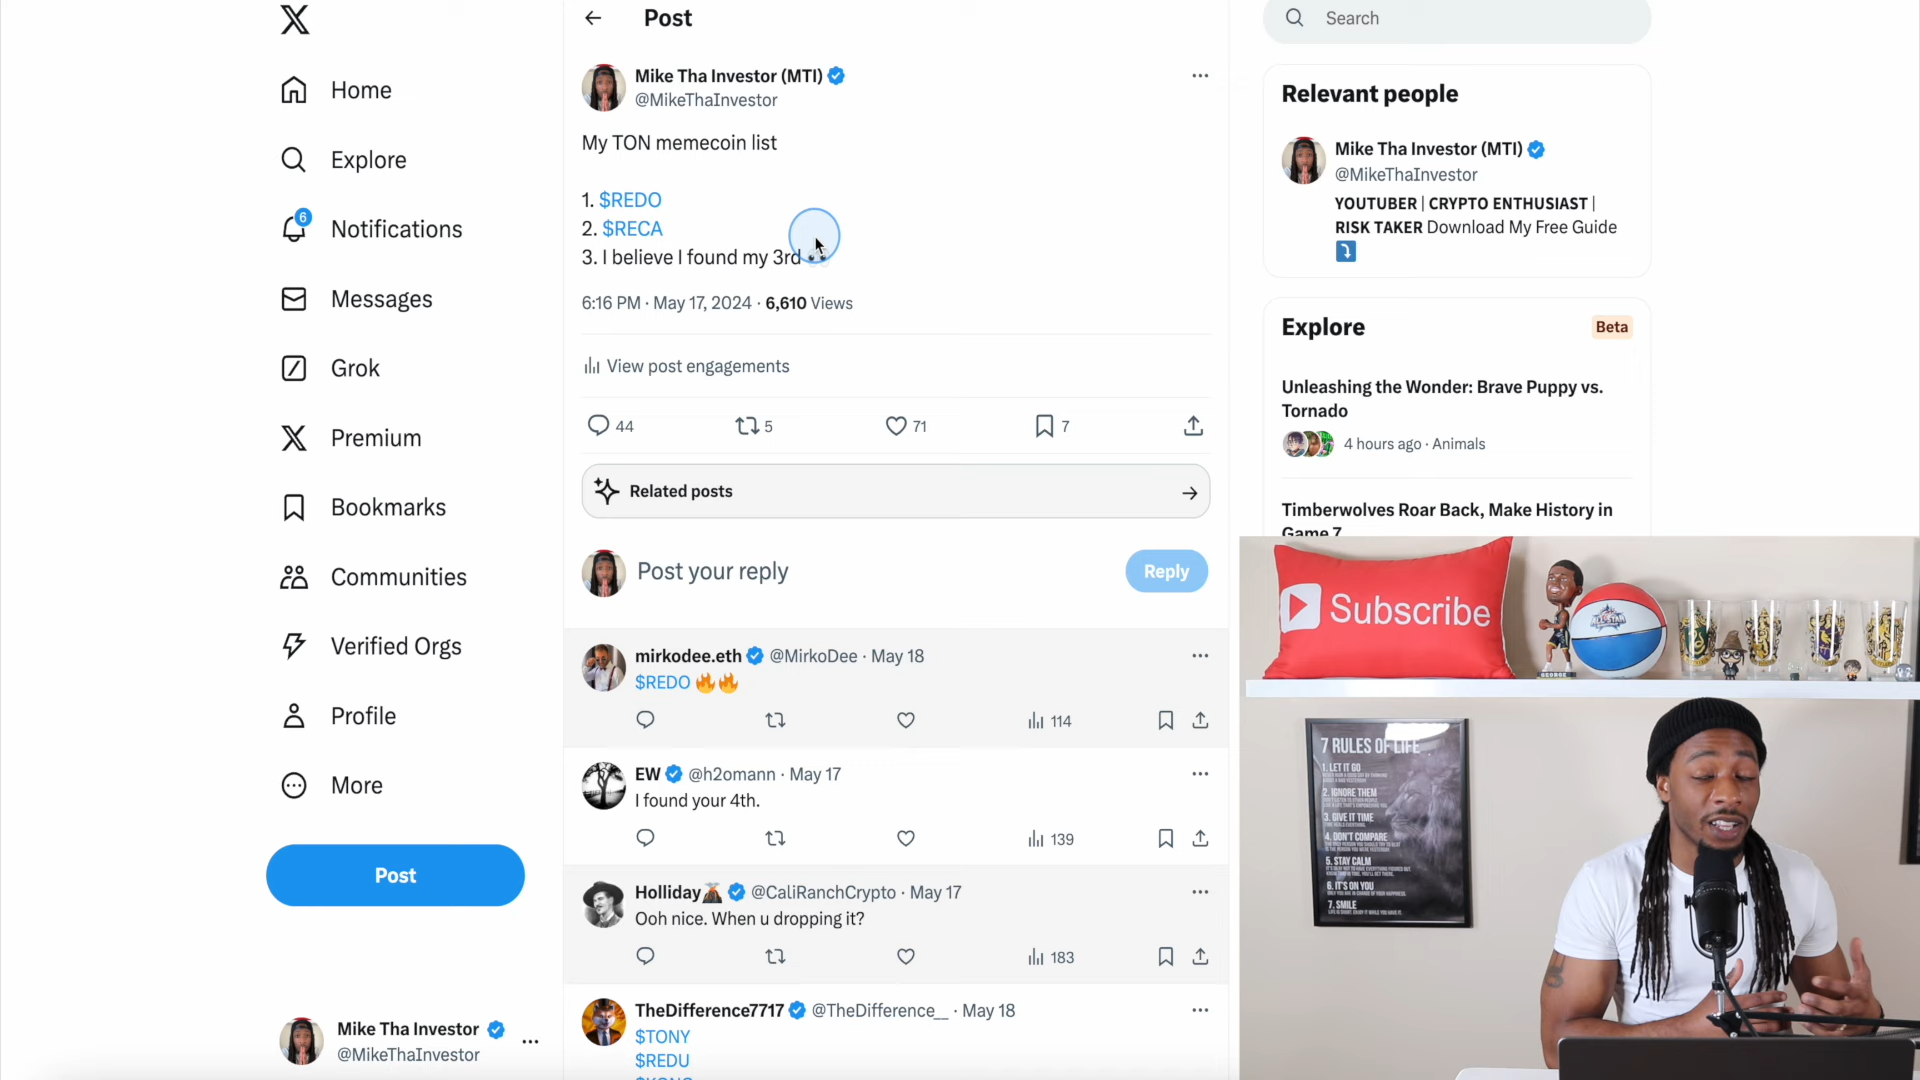 Post
Search
Mike Tha Investor (MTI)
@MikeThaInvestor
My TON memecoin list
1. $REDO
2. $RECA
3. I believe I found my 3rd 👀
6:16 PM · May 17, 2024 · 6,610 Views
View post engagements
44
5
71
7
Related posts
Post your reply
Reply
mirkodee.eth @MirkoDee · May 18
$REDO 🔥🔥
114
EW @h2omann · May 17
I found your 4th.
139
Holliday🌋 @CaliRanchCrypto · May 17
Ooh nice. When u dropping it?
183
TheDifference7717 @TheDifference__ · May 18
$TONY
$REDU
Home
Explore
6
Notifications
Messages
Grok
Premium
Bookmarks
Communities
Verified Orgs
Profile
More
Post
Mike Tha Investor
@MikeThaInvestor
Relevant people
Mike Tha Investor (MTI)
@MikeThaInvestor
YOUTUBER | CRYPTO ENTHUSIAST |
RISK TAKER Download My Free Guide
⤵️
Explore
Beta
Unleashing the Wonder: Brave Puppy vs.
Tornado
4 hours ago · Animals
Timberwolves Roar Back, Make History in
Game 7
Subscribe
ALL-STAR
GEORGE
7 RULES OF LIFE
1. LET IT GO
2. IGNORE THEM
3. GIVE IT TIME
4. DON'T COMPARE
5. STAY CALM
6. IT'S ON YOU
7. SMILE